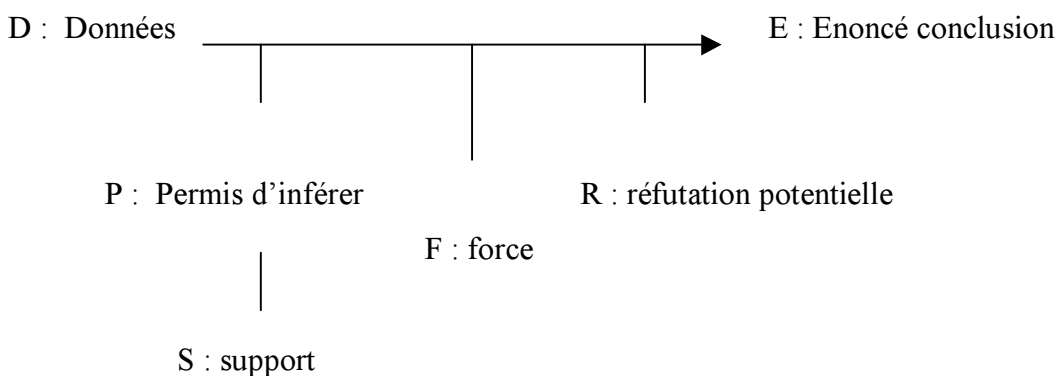 D : Données
E : Enoncé conclusion
P : Permis d'inférer
R : réfutation potentielle
F : force
S : support